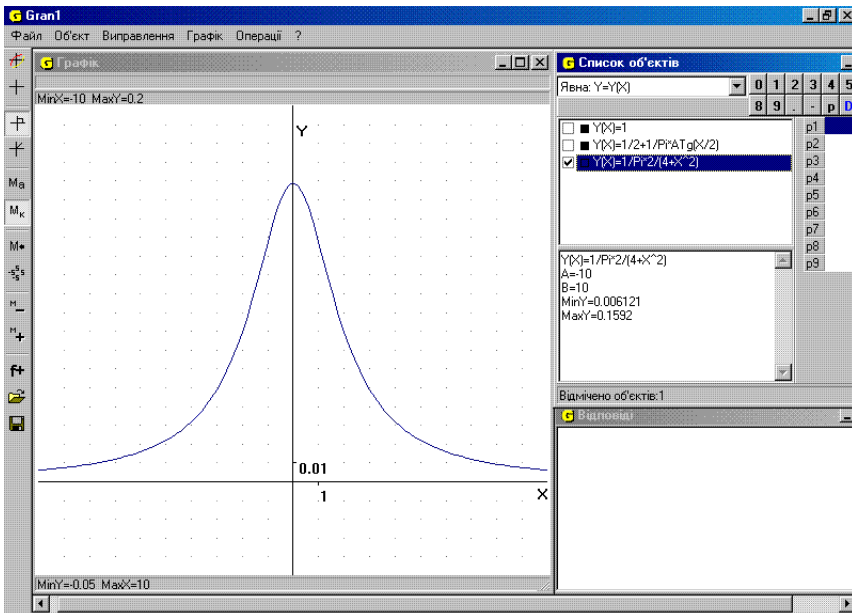 Gran1
Файл Об'єкт Виправлення Графік Операції ?
Графік
MinX=-10 MaxY=0.2
Y
0.01
1
X
MinY=-0.05 MaxX=10
Ma
Mк
M
M
f+
Список об'єктів
Явна: Y=Y(X)
0 1 2 3 4 5
8 9 . - p D
Y(X)=1
Y(X)=1/2+1/Pi*ATg(X/2)
Y(X)=1/Pi*2/(4+X^2)
p1
p2
p3
p4
p5
p6
p7
p8
p9
Y(X)=1/Pi*2/(4+X^2)
A=-10
B=10
MinY=0.006121
MaxY=0.1592
Відмічено об'єктів:1
Відповіді